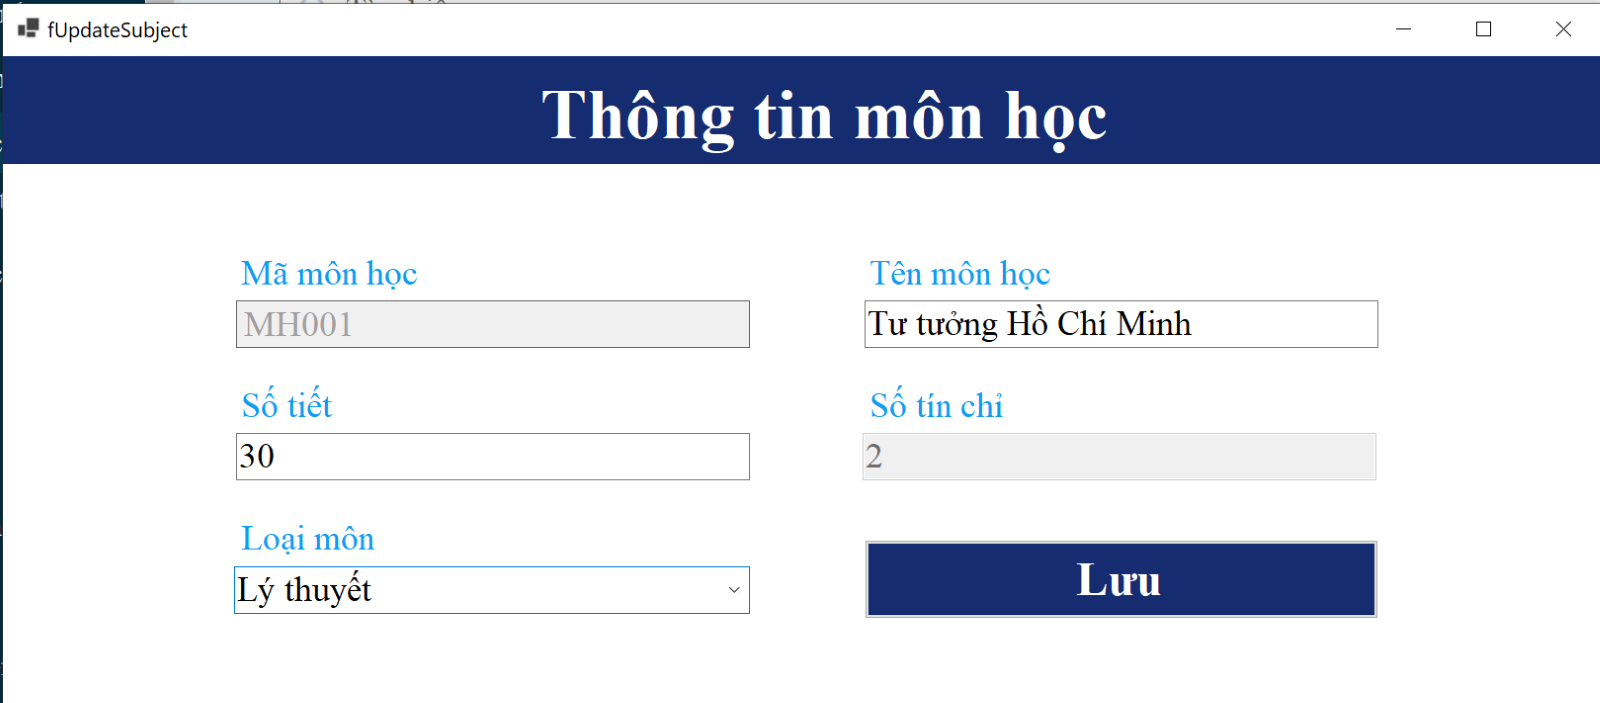 fUpdateSubject
Thông tin môn học
Mã môn học
Tên môn học
MH001
Tư tưởng Hồ Chí Minh
Số tiết
Số tín chỉ
30
2
Loại môn
Lý thuyết
Lưu